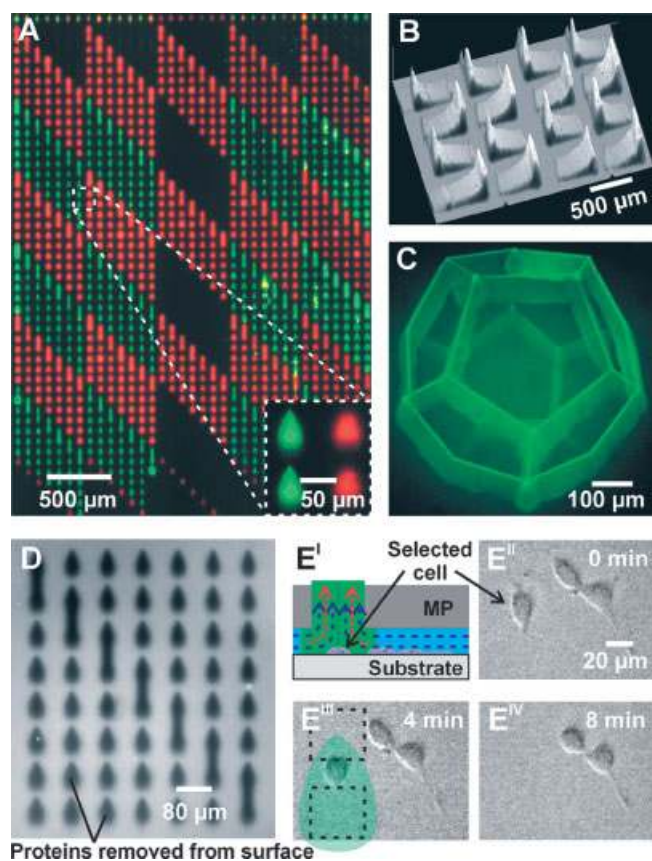 A
500 µm
50 µm
B
500 µm
C
100 µm
D
80 µm
Proteins removed from surface
E^I
Selected cell
MP
Substrate
E^II
0 min
20 µm
E^III
4 min
E^IV
8 min